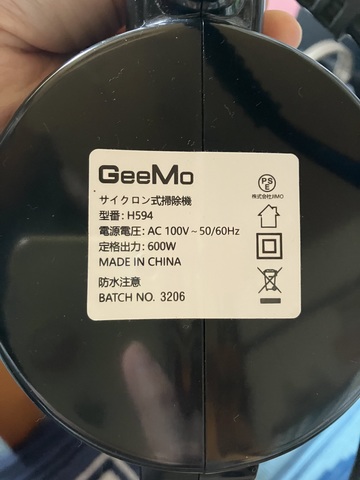 GeeMo
サイクロン式掃除機
型番: H594
電源電圧: AC 100V～50/60Hz
定格出力: 600W
MADE IN CHINA
防水注意
BATCH NO. 3206
PS
E
株式会社JIMO